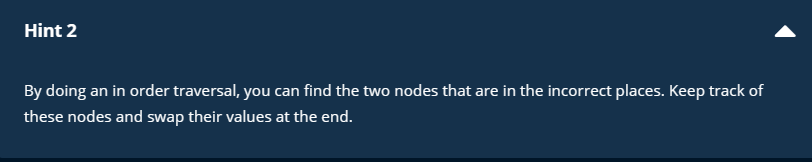 Hint 2
By doing an in order traversal, you can find the two nodes that are in the incorrect places. Keep track of
these nodes and swap their values at the end.